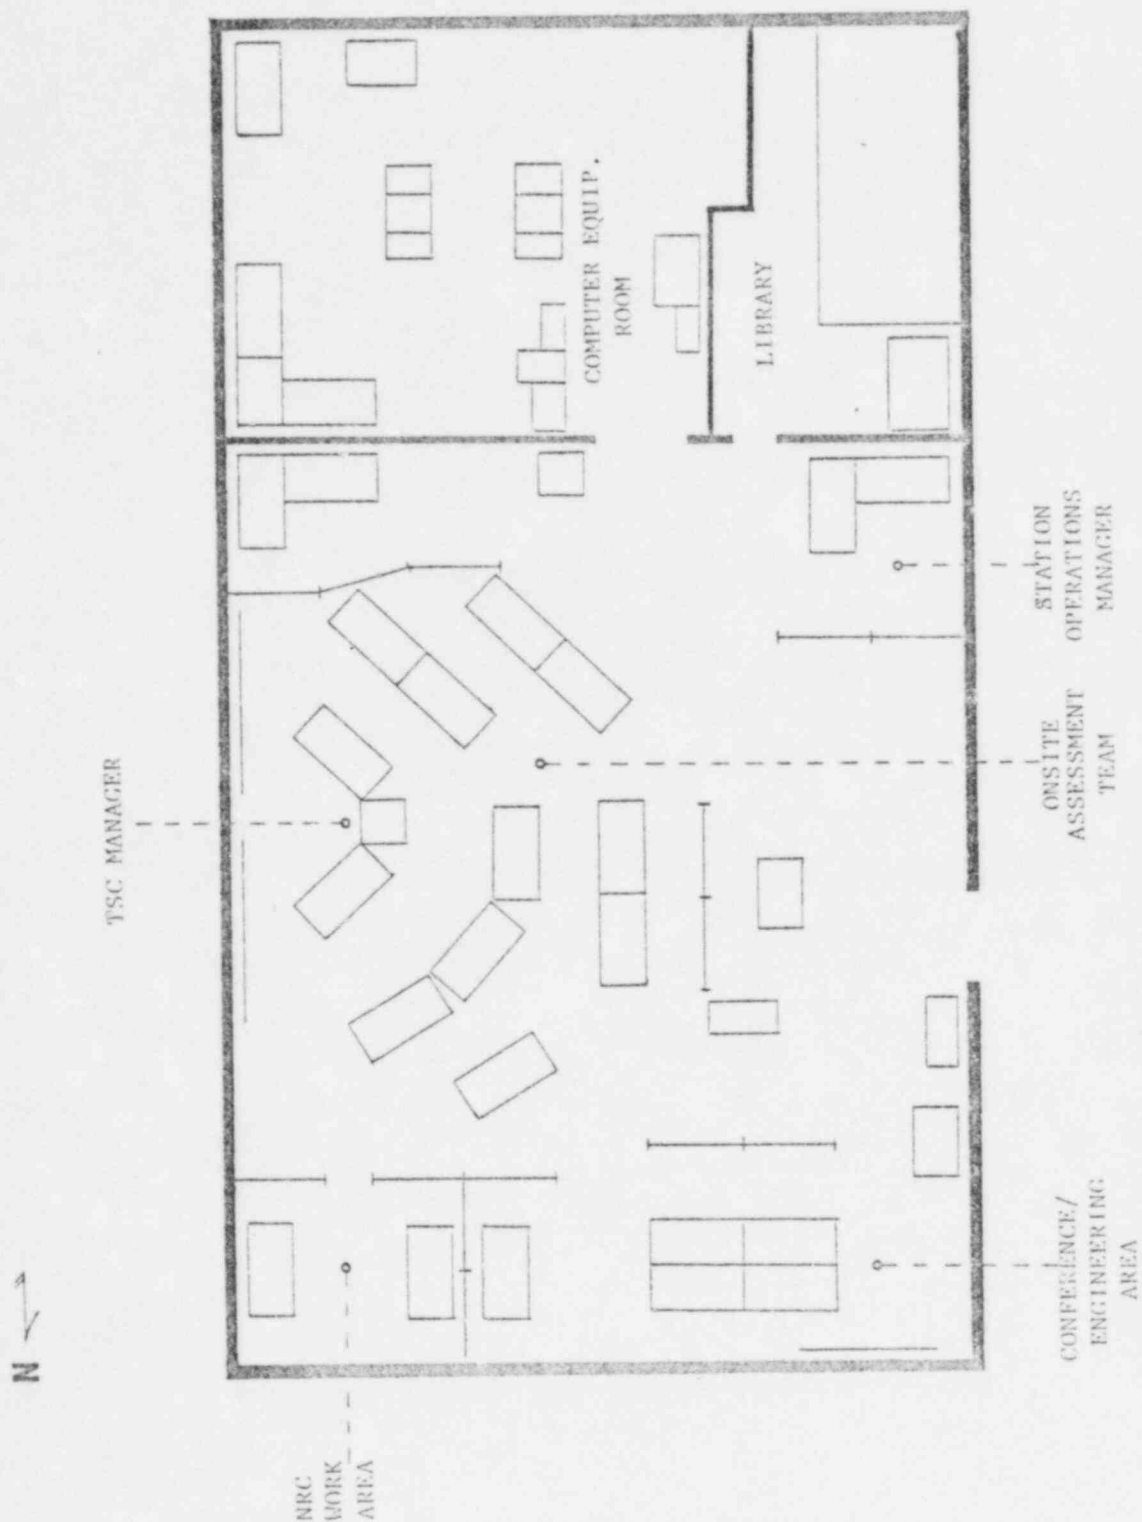 N
NRC
WORK
AREA
TSC MANAGER
COMPUTER EQUIP.
ROOM
LIBRARY
CONFERENCE/
ENGINEERING
AREA
ONSITE
ASSESSMENT
TEAM
STATION
OPERATIONS
MANAGER